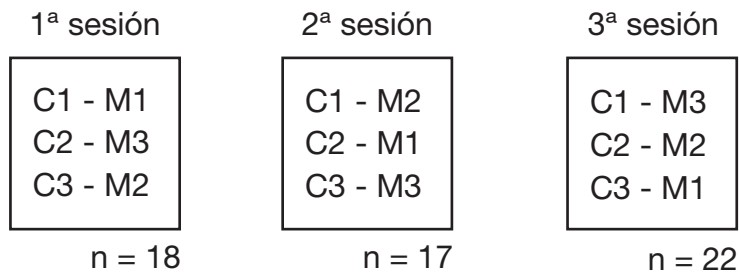 1ª sesión
C1 - M1
C2 - M3
C3 - M2
n = 18
2ª sesión
C1 - M2
C2 - M1
C3 - M3
n = 17
3ª sesión
C1 - M3
C2 - M2
C3 - M1
n = 22